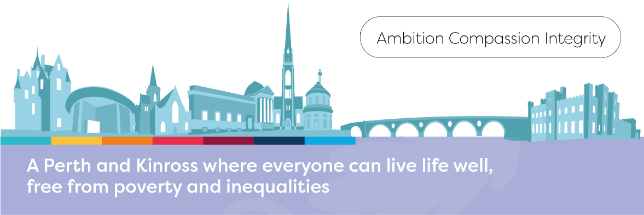 Ambition Compassion Integrity
A Perth and Kinross where everyone can live life well,
free from poverty and inequalities